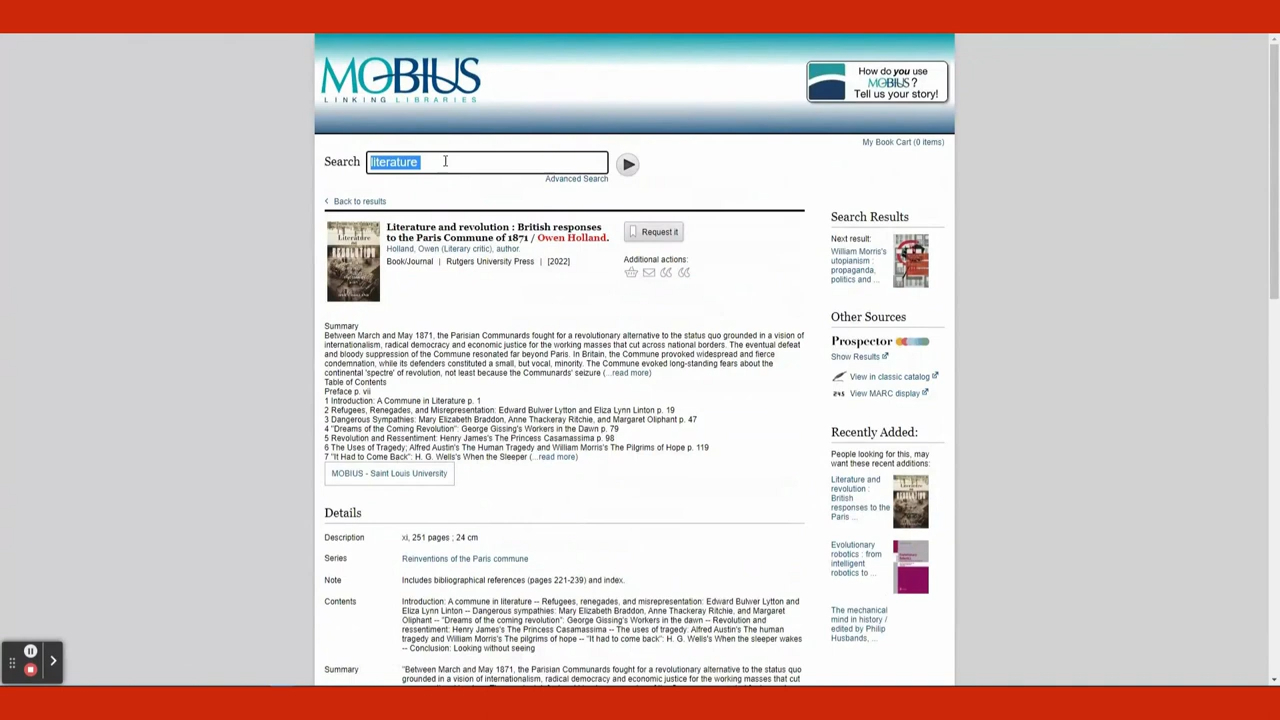 MOBIUS
LINKING LIBRARIES
How do you use
MOBIUS?
Tell us your story!
My Book Cart (0 items)
Search
literature
Advanced Search
Back to results
Literature and revolution : British responses
to the Paris Commune of 1871 / Owen Holland.
Holland, Owen (Literary critic), author.
Book/Journal | Rutgers University Press | [2022]
Request it
Additional actions:
Summary
Between March and May 1871, the Parisian Communards fought for a revolutionary alternative to the status quo grounded in a vision of
internationalism, radical democracy and economic justice for the working masses that cut across national borders. The eventual defeat
and bloody suppression of the Commune resonated far beyond Paris. In Britain, the Commune provoked widespread and fierce
condemnation, while its defenders constituted a small, but vocal, minority. The Commune evoked long-standing fears about the
continental 'spectre' of revolution, not least because the Communards' seizure (...read more)
Table of Contents
Preface p. vii
1 Introduction: A Commune in Literature p. 1
2 Refugees, Renegades, and Misrepresentation: Edward Bulwer Lytton and Eliza Lynn Linton p. 19
3 Dangerous Sympathies: Mary Elizabeth Braddon, Anne Thackeray Ritchie, and Margaret Oliphant p. 47
4 "Dreams of the Coming Revolution": George Gissing's Workers in the Dawn p. 79
5 Revolution and Ressentiment: Henry James's The Princess Casamassima p. 98
6 The Uses of Tragedy; Alfred Austin's The Human Tragedy and William Morris's The Pilgrims of Hope p. 119
7 "It Had to Come Back": H. G. Wells's When the Sleeper (...read more)
MOBIUS - Saint Louis University
Details
Description xi, 251 pages ; 24 cm
Series Reinventions of the Paris commune
Note Includes bibliographical references (pages 221-239) and index.
Contents Introduction: A commune in literature -- Refugees, renegades, and misrepresentation: Edward Bulwer Lytton and
Eliza Lynn Linton -- Dangerous sympathies: Mary Elizabeth Braddon, Anne Thackeray Ritchie, and Margaret
Oliphant -- "Dreams of the coming revolution": George Gissing's Workers in the dawn -- Revolution and
ressentiment: Henry James's The Princess Casamassima -- The uses of tragedy: Alfred Austin's The human
tragedy and William Morris's The pilgrims of hope -- "It had to come back": H. G. Wells's When the sleeper wakes
-- Conclusion: Looking without seeing
Summary "Between March and May 1871, the Parisian Communards fought for a revolutionary alternative to the status quo
grounded in a vision of internationalism, radical democracy and economic justice for the working masses that cut
Search Results
Next result:
William Morris's
utopianism :
propaganda,
politics and ...
Other Sources
Prospector
Show Results
View in classic catalog
245 View MARC display
Recently Added:
People looking for this, may
want these recent additions:
Literature and
revolution :
British
responses to the
Paris ...
Evolutionary
robotics : from
intelligent
robotics to ...
The mechanical
mind in history /
edited by Philip
Husbands, ...